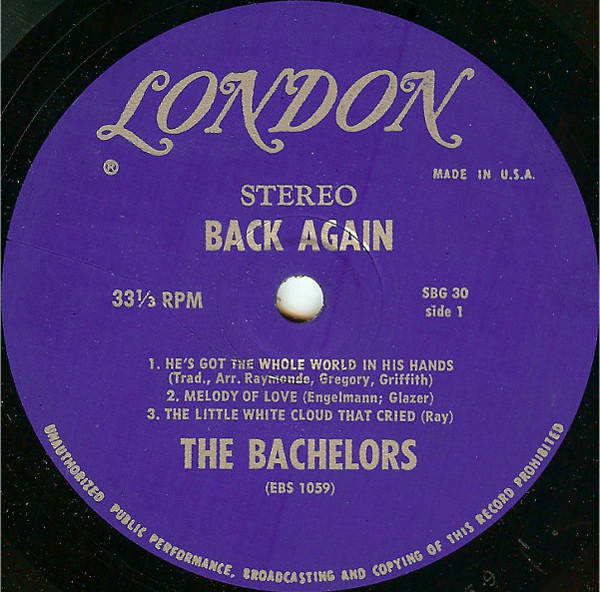 LONDON
®
MADE IN U.S.A.
STEREO
BACK AGAIN
33⅓ RPM
SBG 30
side 1
1. HE'S GOT THE WHOLE WORLD IN HIS HANDS
(Trad., Arr. Raymonde, Gregory, Griffith)
2. MELODY OF LOVE (Engelmann; Glazer)
3. THE LITTLE WHITE CLOUD THAT CRIED (Ray)
THE BACHELORS
(EBS 1059)
UNAUTHORIZED PUBLIC PERFORMANCE, BROADCASTING AND COPYING OF THIS RECORD PROHIBITED